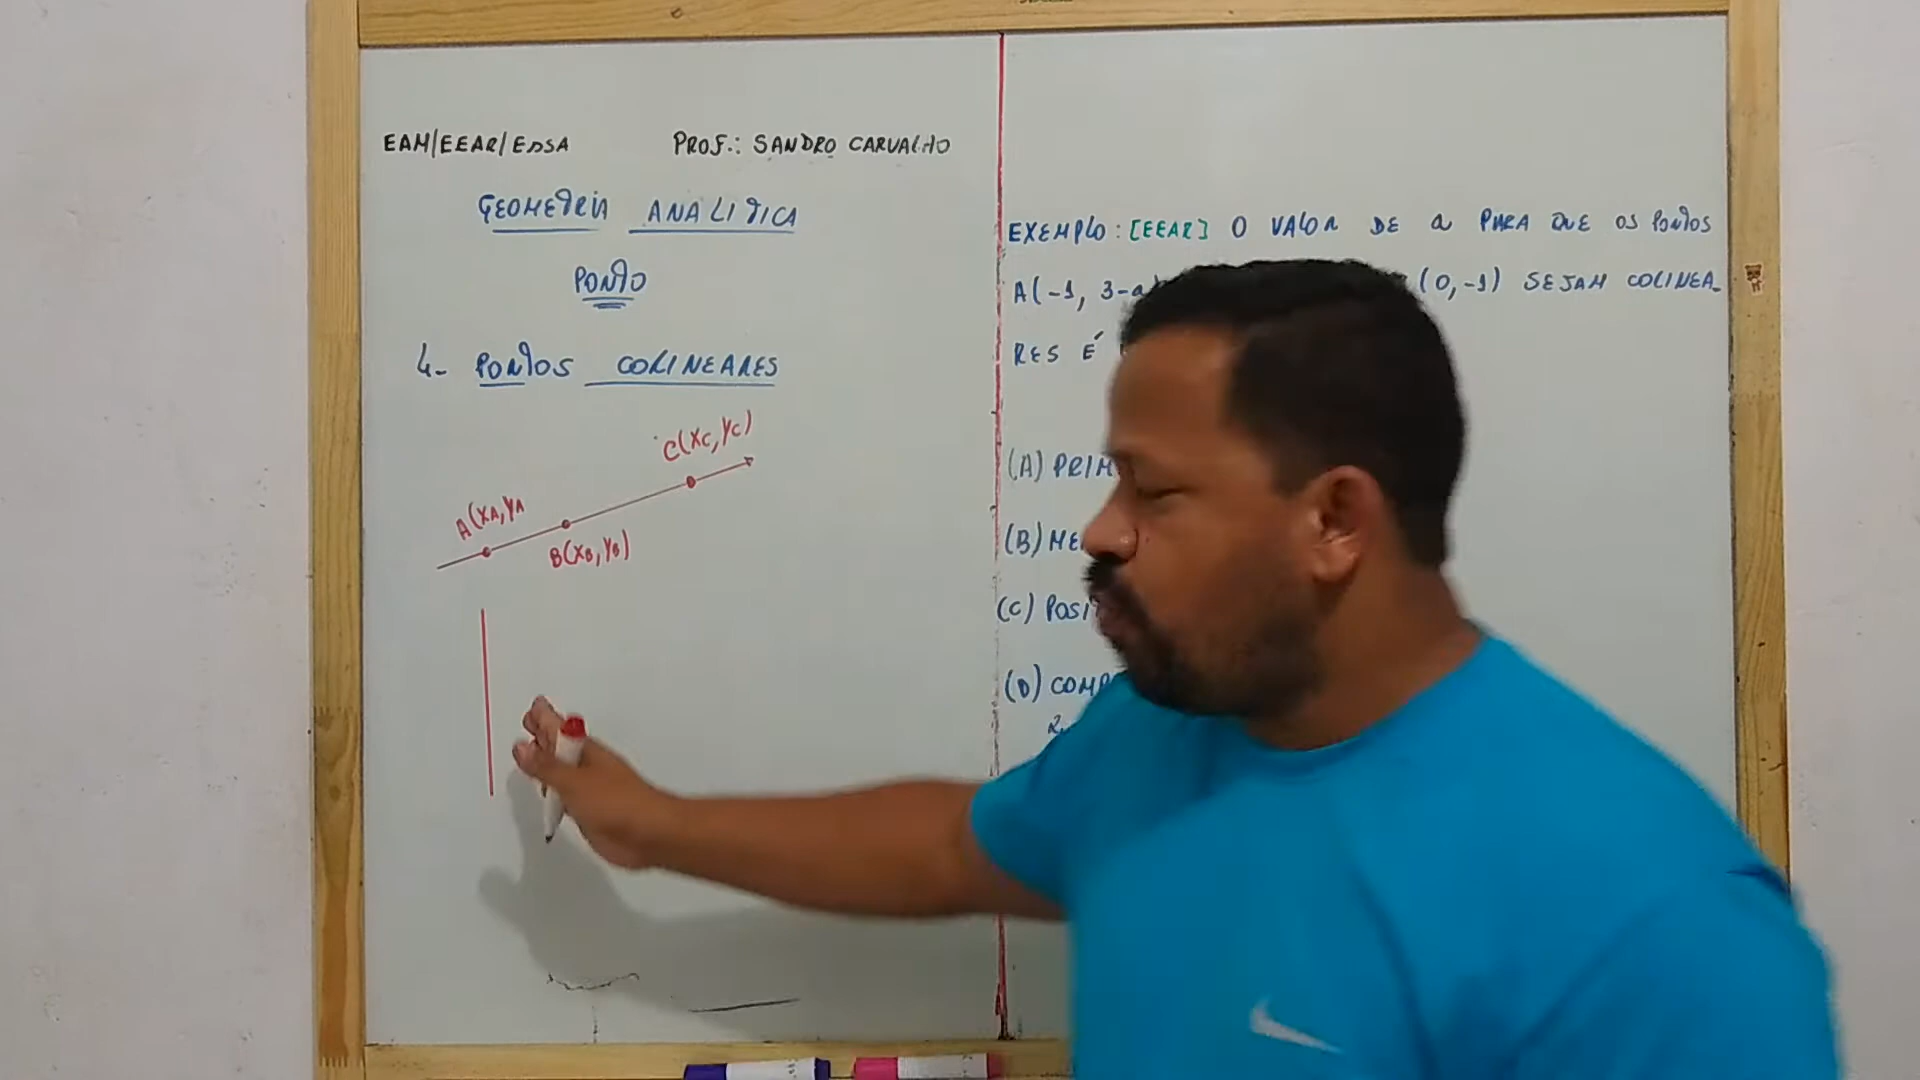 EAM/EEAR/ESSA PROF.: SANDRO CARVALHO
GEOMETRIA ANALITICA
PONTO
4- PONTOS COLINEARES
C(XC, YC)
A(XA, YA
B(XB, YB)
EXEMPLO: [EEAR] O VALOR DE a PARA QUE OS PONTOS
A(-1, 3-a) (0,-1) SEJAM COLINEA-
RES É
(A) PRIM
(B) ME
(C) POSI
(D) COMP